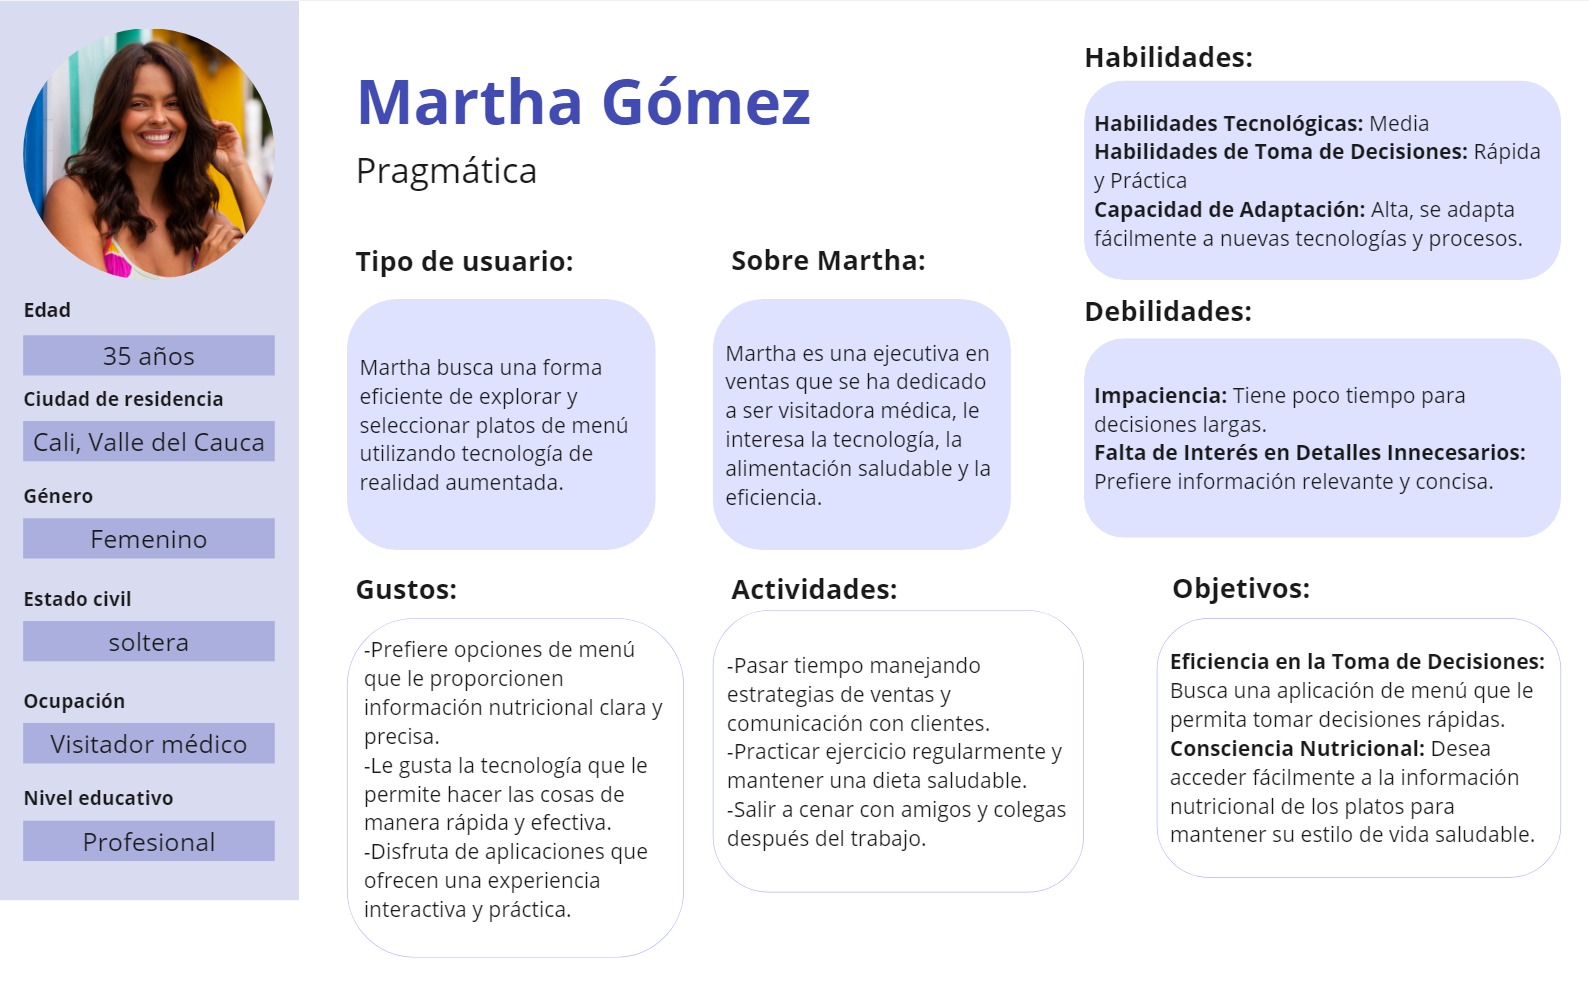 Martha Gómez
Pragmática
Edad
35 años
Ciudad de residencia
Cali, Valle del Cauca
Género
Femenino
Estado civil
soltera
Ocupación
Visitador médico
Nivel educativo
Profesional
Tipo de usuario:
Martha busca una forma
eficiente de explorar y
seleccionar platos de menú
utilizando tecnología de
realidad aumentada.
Sobre Martha:
Martha es una ejecutiva en
ventas que se ha dedicado
a ser visitadora médica, le
interesa la tecnología, la
alimentación saludable y la
eficiencia.
Habilidades:
Habilidades Tecnológicas: Media
Habilidades de Toma de Decisiones: Rápida
y Práctica
Capacidad de Adaptación: Alta, se adapta
fácilmente a nuevas tecnologías y procesos.
Debilidades:
Impaciencia: Tiene poco tiempo para
decisiones largas.
Falta de Interés en Detalles Innecesarios:
Prefiere información relevante y concisa.
Gustos:
-Prefiere opciones de menú
que le proporcionen
información nutricional clara y
precisa.
-Le gusta la tecnología que le
permite hacer las cosas de
manera rápida y efectiva.
-Disfruta de aplicaciones que
ofrecen una experiencia
interactiva y práctica.
Actividades:
-Pasar tiempo manejando
estrategias de ventas y
comunicación con clientes.
-Practicar ejercicio regularmente y
mantener una dieta saludable.
-Salir a cenar con amigos y colegas
después del trabajo.
Objetivos:
Eficiencia en la Toma de Decisiones:
Busca una aplicación de menú que le
permita tomar decisiones rápidas.
Consciencia Nutricional: Desea
acceder fácilmente a la información
nutricional de los platos para
mantener su estilo de vida saludable.